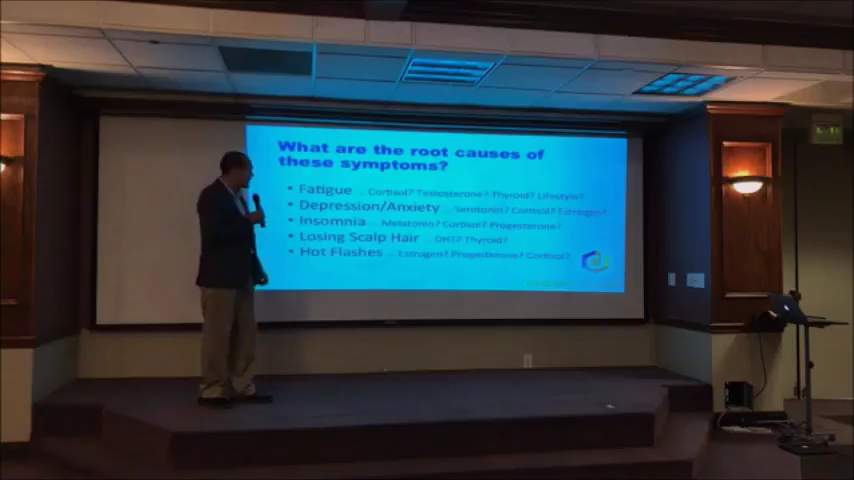 What are the root causes of
these symptoms?
• Fatigue … Cortisol? Testosterone? Thyroid? Lifestyle?
• Depression/Anxiety … Serotonin? Cortisol? Estrogen?
• Insomnia … Melatonin? Cortisol? Progesterone?
• Losing Scalp Hair … DHT? Thyroid?
• Hot Flashes … Estrogen? Progesterone? Cortisol?